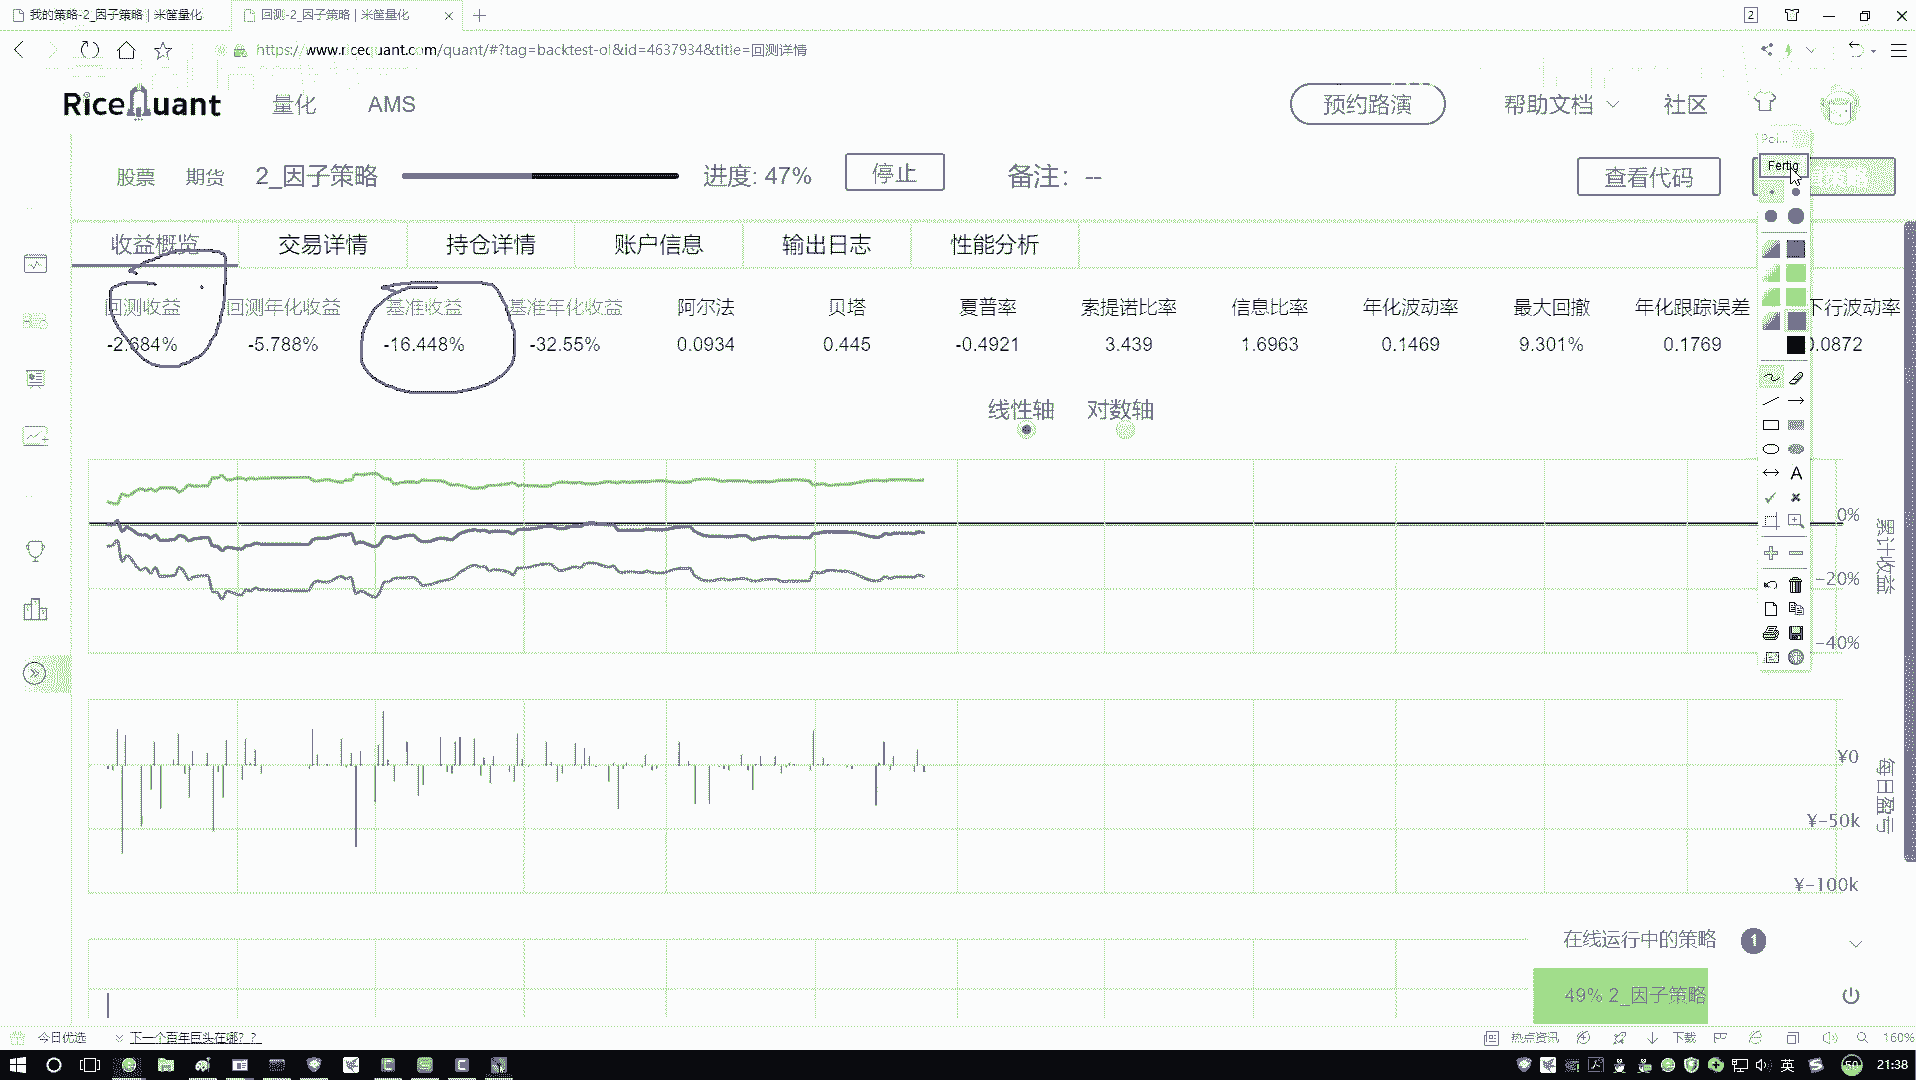 我的策略-2_因子策略 | 米筐量化
回测-2_因子策略 | 米筐量化
2
https://www.ricequant.com/quant/#?tag=backtest-ol&id=4637934&title=回测详情
RiceQuant
量化
AMS
预约路演
帮助文档
社区
股票
期货
2_因子策略
进度: 47%
停止
备注: --
查看代码
Fertig
收益概览
交易详情
持仓详情
账户信息
输出日志
性能分析
回测收益 回测年化收益 基准收益 基准年化收益 阿尔法 贝塔 夏普率 索提诺比率 信息比率 年化波动率 最大回撤 年化跟踪误差 下行波动率
-2.684% -5.788% -16.448% -32.55% 0.0934 0.445 -0.4921 3.439 1.6963 0.1469 9.301% 0.1769 0.0872
线性轴 对数轴
A
0%
-20%
-40%
累计收益
¥0
¥-50k
¥-100k
每日盈亏
在线运行中的策略 1
49% 2_因子策略
今日优选
下一个百年巨头在哪？？
热点资讯
下载
160%
英
50
21:38